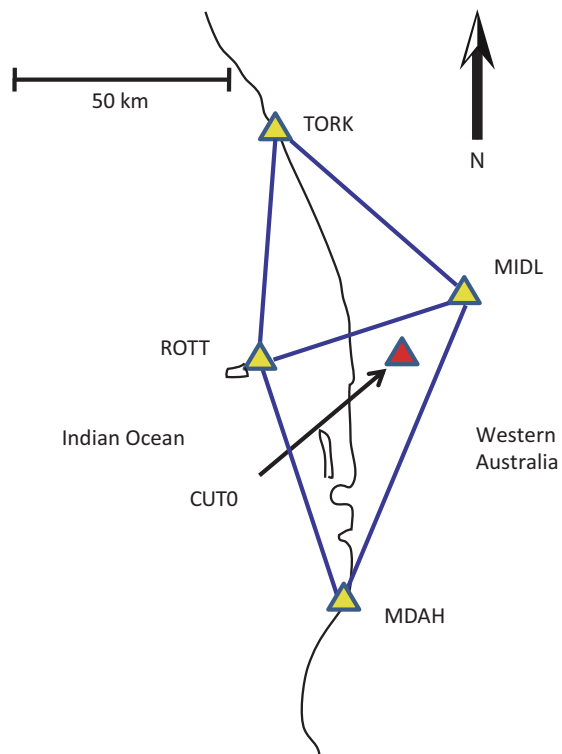 50 km
TORK
N
MIDL
ROTT
Indian Ocean
Western
Australia
CUT0
MDAH